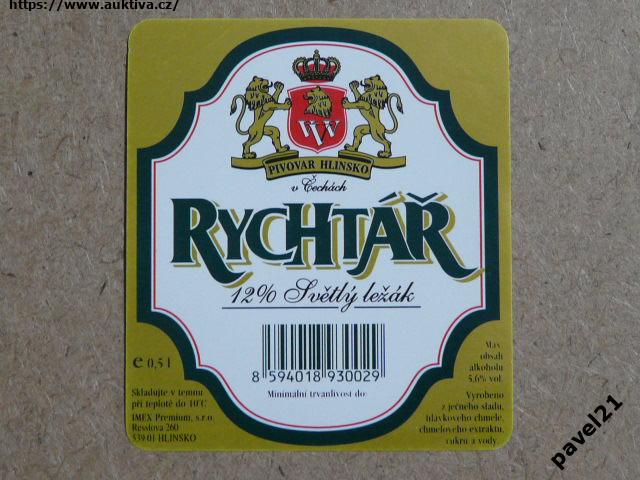 https://www.auktiva.cz/
PIVOVAR HLINSKO
v Čechách
RYCHTÁŘ
12% Světlý ležák
8 594018 930029
Minimální trvanlivost do:
e 0,5 l
Skladujte v temnu
při teplotě do 10°C
IMEX Premium, s.r.o.
Resslova 260
539 01 HLINSKO
Max.
obsah
alkoholu
5,6% vol.
Vyrobeno
z ječného sladu,
hlávkového chmele,
chmelového extraktu,
cukru a vody.
pavel21